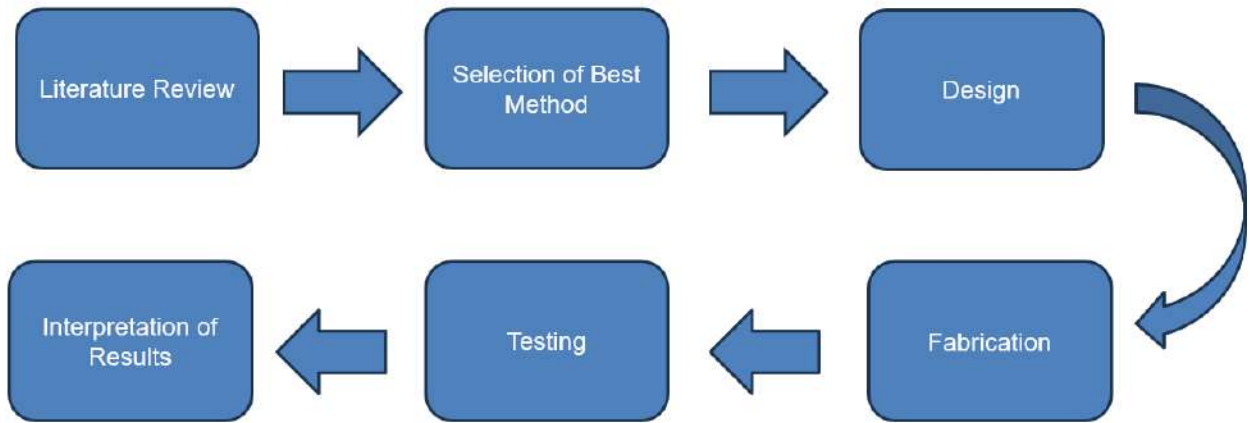 Literature Review
Selection of Best
Method
Design
Fabrication
Testing
Interpretation of
Results